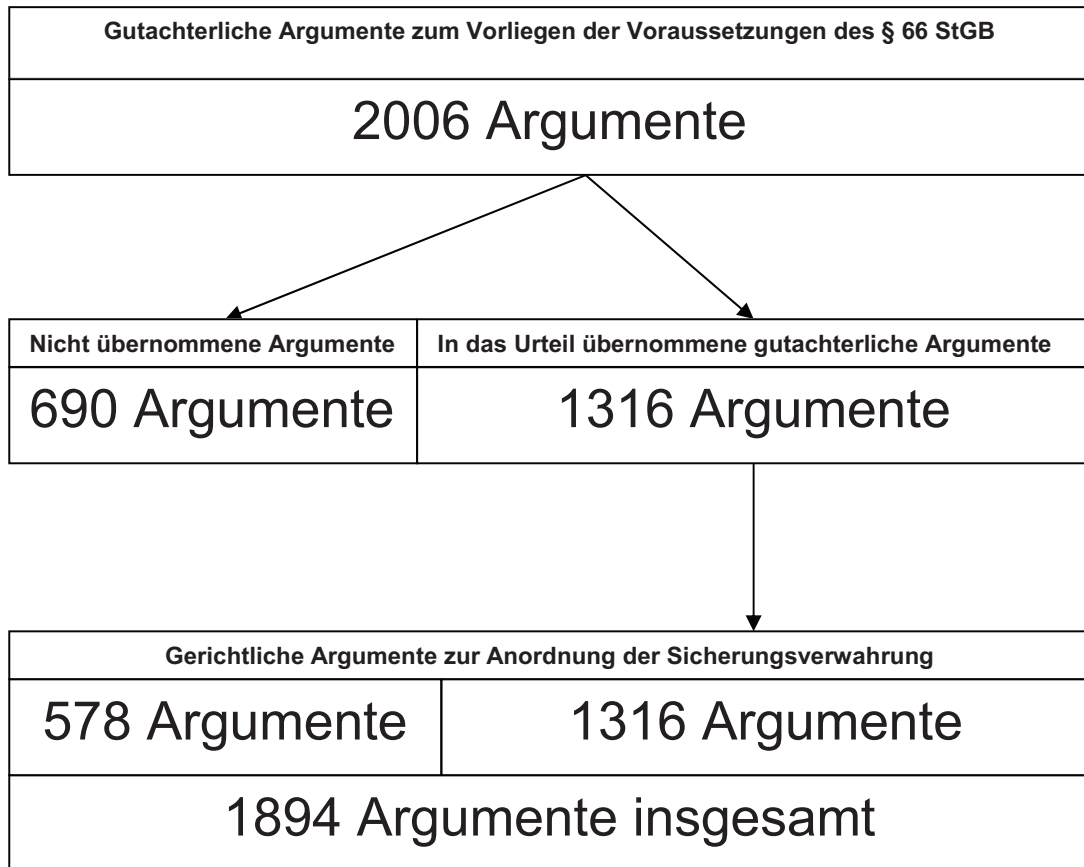 Gutachterliche Argumente zum Vorliegen der Voraussetzungen des § 66 StGB
2006 Argumente
Nicht übernommene Argumente
In das Urteil übernommene gutachterliche Argumente
690 Argumente
1316 Argumente
Gerichtliche Argumente zur Anordnung der Sicherungsverwahrung
578 Argumente
1316 Argumente
1894 Argumente insgesamt